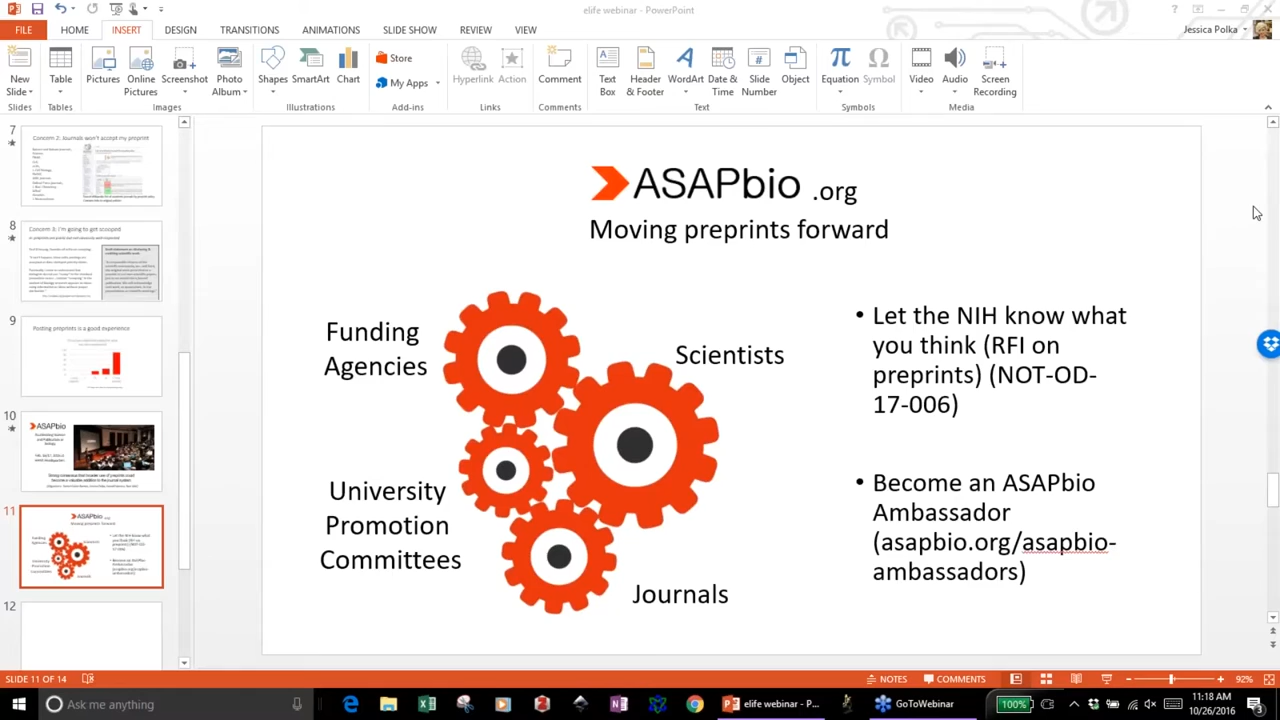 elife webinar - PowerPoint
FILE
HOME
INSERT
DESIGN
TRANSITIONS
ANIMATIONS
SLIDE SHOW
REVIEW
VIEW
Jessica Polka
New
Slide
Table
Pictures
Online
Pictures
Screenshot
Photo
Album
Shapes
SmartArt
Chart
Store
My Apps
Hyperlink
Action
Comment
Text
Box
Header
& Footer
WordArt
Date &
Time
Slide
Number
Object
Equation
Symbol
Video
Audio
Screen
Recording
Slides
Tables
Images
Illustrations
Add-ins
Links
Comments
Text
Symbols
Media
7
Concern 2: Journals won't accept my preprint
8
Concern 3: I'm going to get scooped
9
Posting preprints is a good experience
10
ASAPbio
11
12
ASAPbio .org
Moving preprints forward
Funding
Agencies
Scientists
University
Promotion
Committees
Journals
• Let the NIH know what
you think (RFI on
preprints) (NOT-OD-
17-006)
• Become an ASAPbio
Ambassador
(asapbio.org/asapbio-
ambassadors)
SLIDE 11 OF 14
NOTES
COMMENTS
92%
Ask me anything
elife webinar - P...
GoToWebinar
100%
11:18 AM
10/26/2016